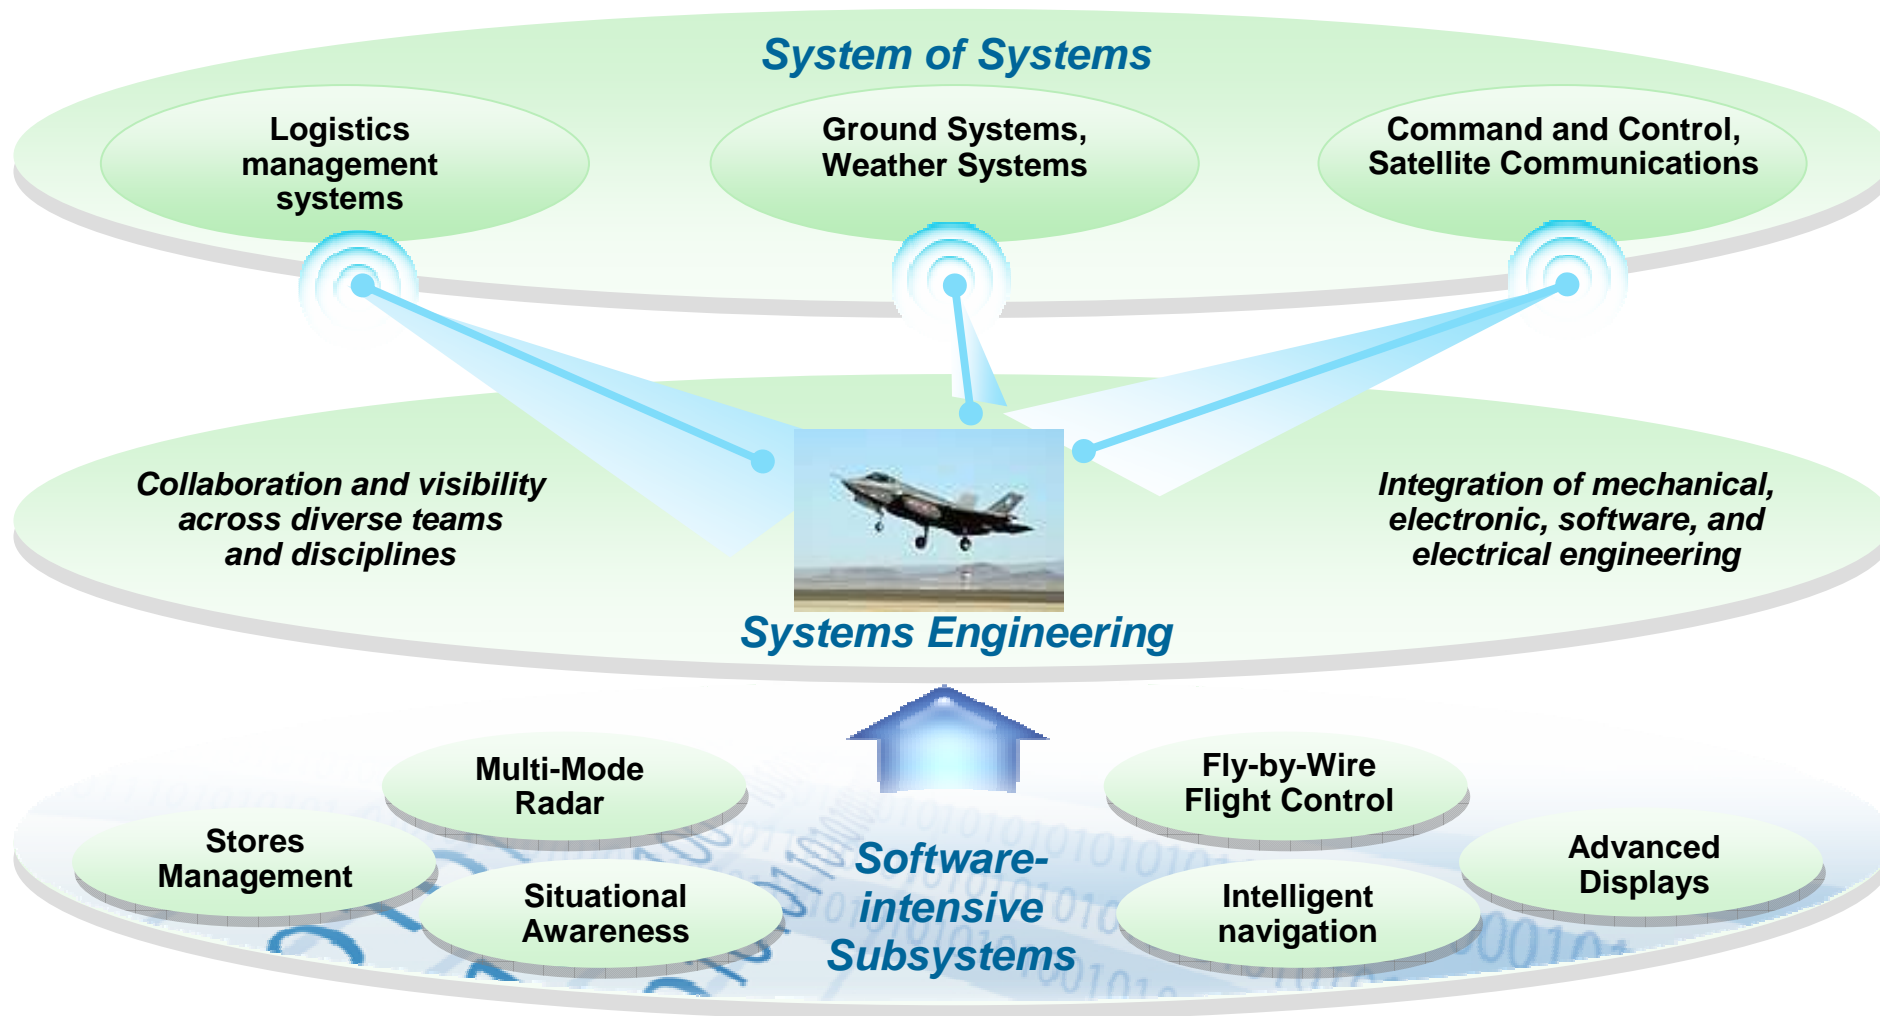 System of Systems
Logistics
management
systems
Ground Systems,
Weather Systems
Command and Control,
Satellite Communications
Collaboration and visibility
across diverse teams
and disciplines
Integration of mechanical,
electronic, software, and
electrical engineering
Systems Engineering
Multi-Mode
Radar
Fly-by-Wire
Flight Control
Stores
Management
Advanced
Displays
Software-
intensive
Subsystems
Situational
Awareness
Intelligent
navigation